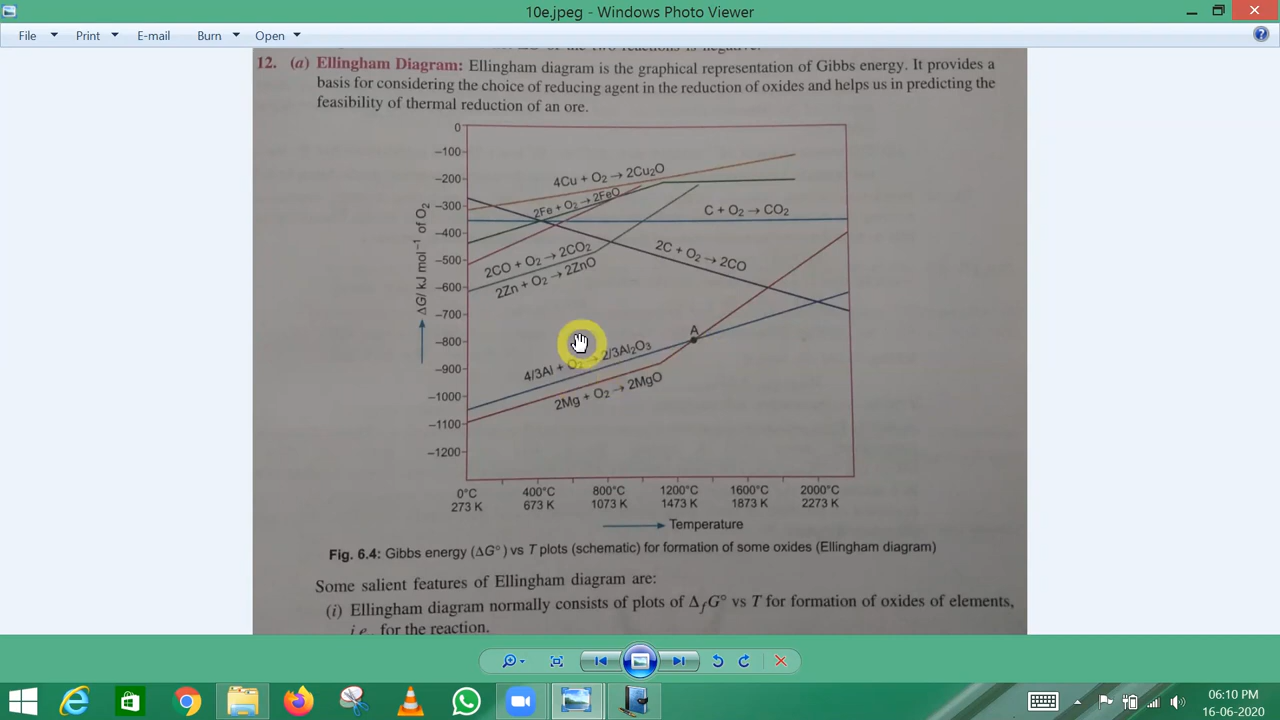 10e.jpeg - Windows Photo Viewer
File Print E-mail Burn Open
of the two reactions is negative.
12. (a) Ellingham Diagram: Ellingham diagram is the graphical representation of Gibbs energy. It provides a
basis for considering the choice of reducing agent in the reduction of oxides and helps us in predicting the
feasibility of thermal reduction of an ore.
0
–100
–200
–300
–400
–500
–600
–700
–800
–900
–1000
–1100
–1200
ΔG/ kJ mol⁻¹ of O₂
4Cu + O₂ → 2Cu₂O
2Fe + O₂ → 2FeO
C + O₂ → CO₂
2CO + O₂ → 2CO₂
2C + O₂ → 2CO
2Zn + O₂ → 2ZnO
A
4/3Al + O₂ → 2/3Al₂O₃
2Mg + O₂ → 2MgO
0°C 400°C 800°C 1200°C 1600°C 2000°C
273 K 673 K 1073 K 1473 K 1873 K 2273 K
Temperature
Fig. 6.4: Gibbs energy (ΔG°) vs T plots (schematic) for formation of some oxides (Ellingham diagram)
Some salient features of Ellingham diagram are:
(i) Ellingham diagram normally consists of plots of ΔfG° vs T for formation of oxides of elements,
i.e., for the reaction.
06:10 PM
16-06-2020